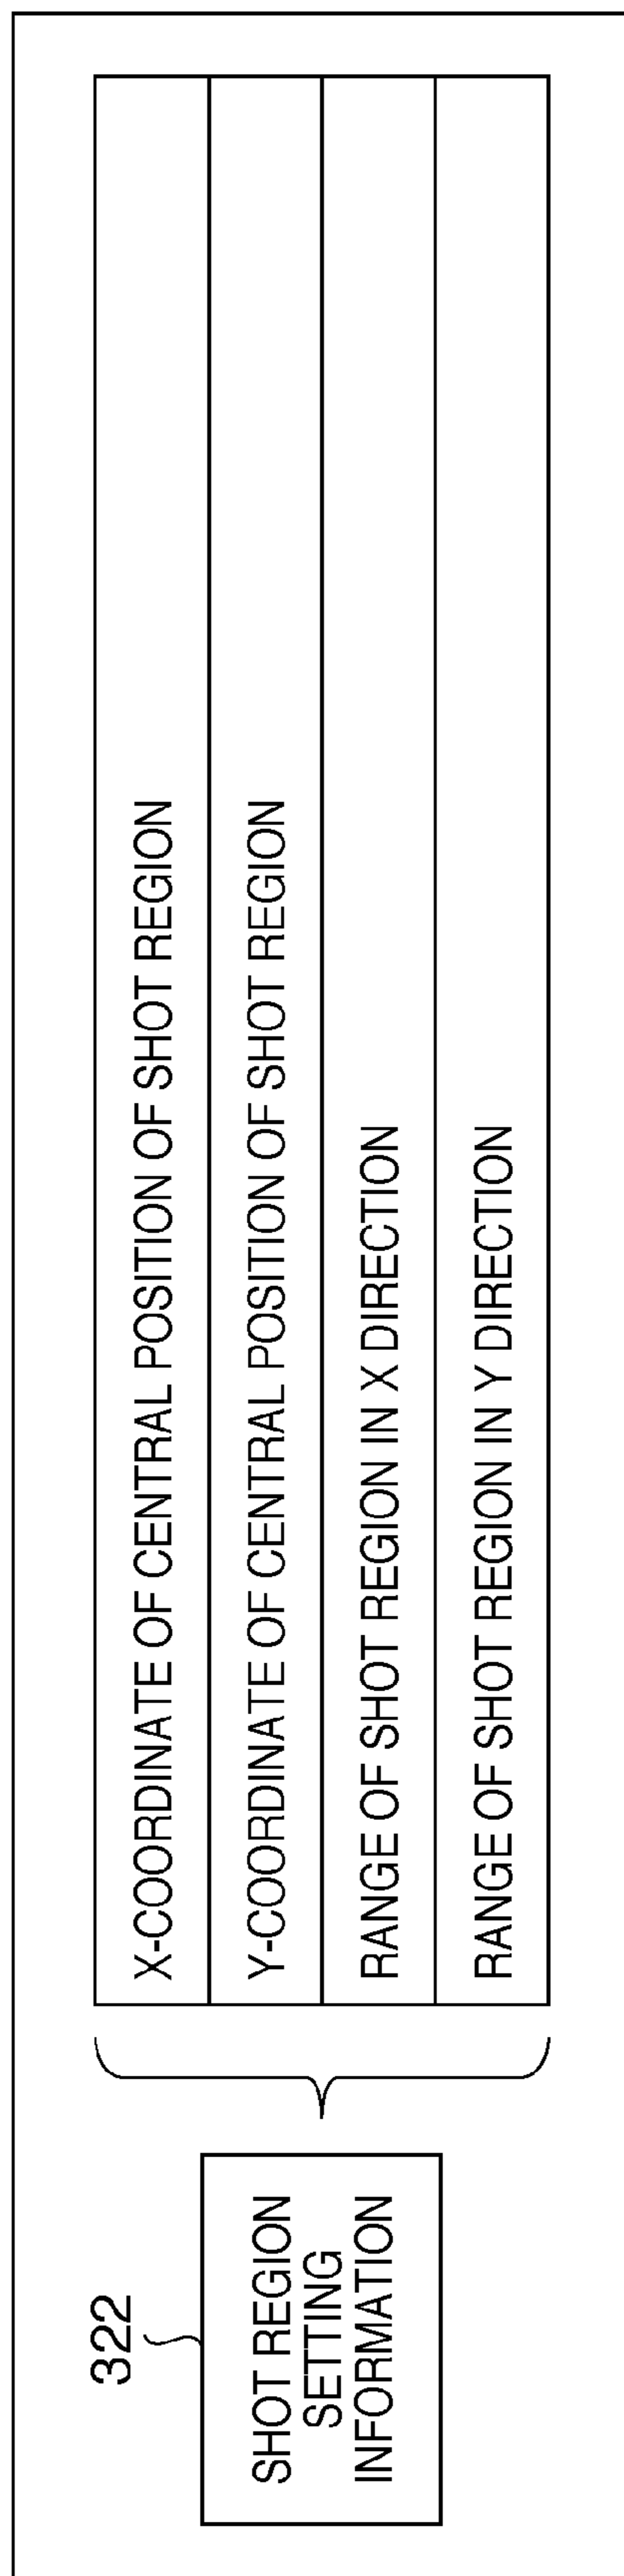 322
SHOT REGION
SETTING
INFORMATION
X-COORDINATE OF CENTRAL POSITION OF SHOT REGION
Y-COORDINATE OF CENTRAL POSITION OF SHOT REGION
RANGE OF SHOT REGION IN X DIRECTION
RANGE OF SHOT REGION IN Y DIRECTION